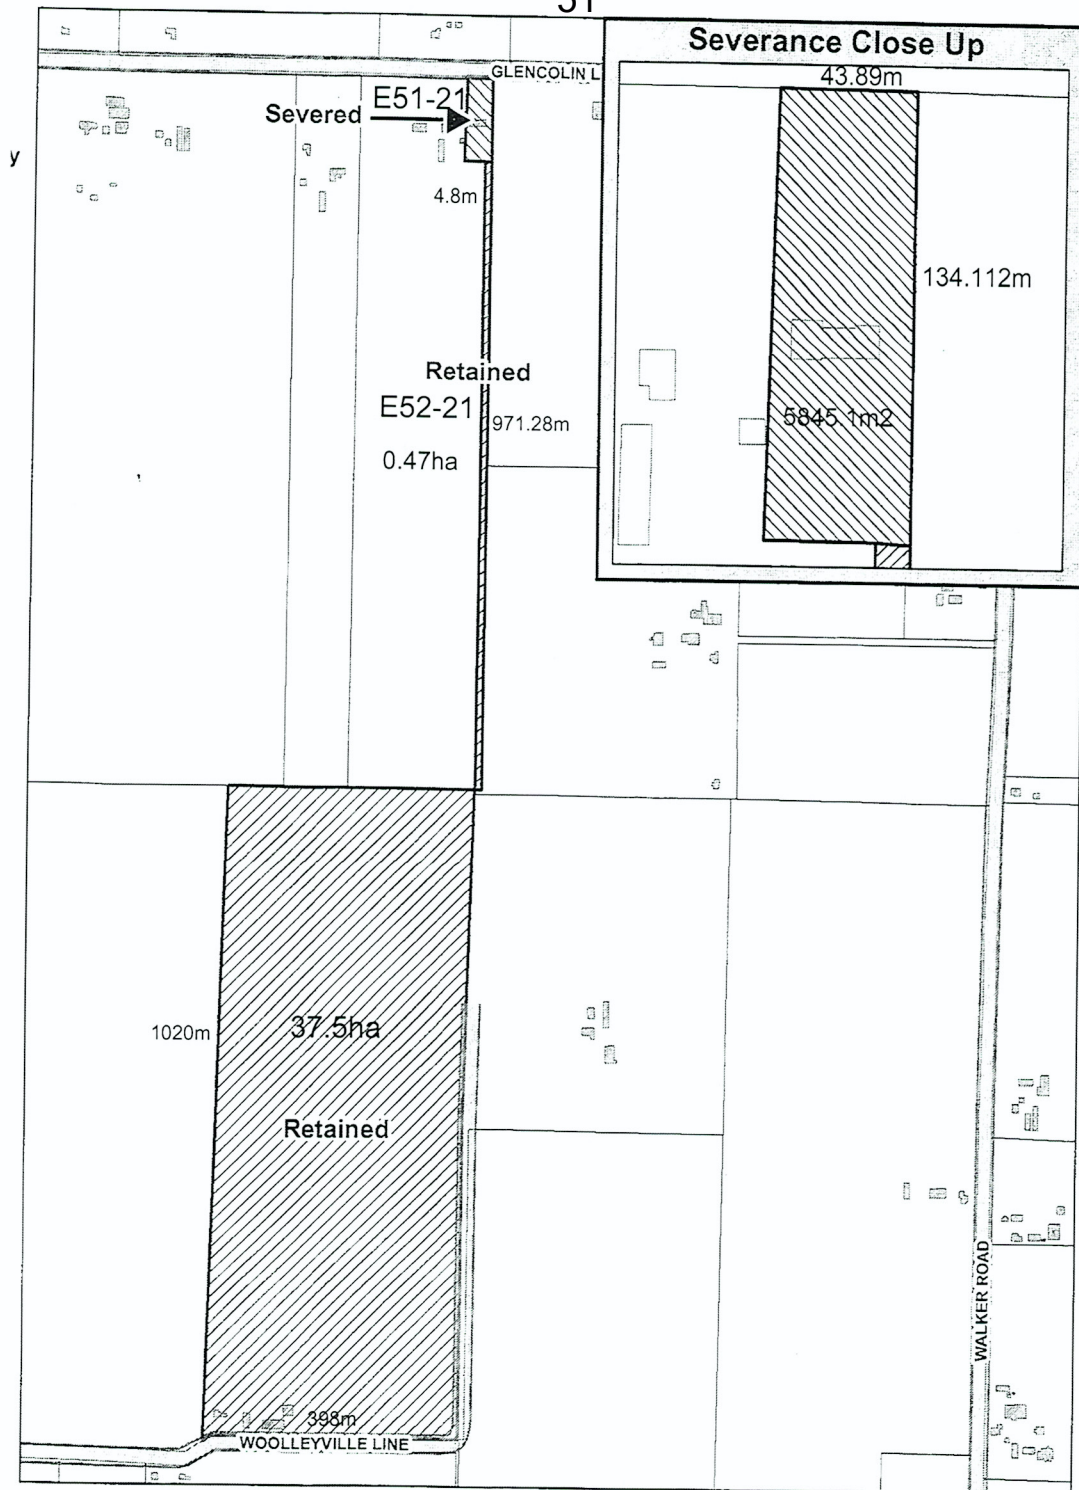 51
Severance Close Up
GLENCOLIN L
43.89m
E51-21
Severed
y
4.8m
134.112m
Retained
E52-21
971.28m
5845.1m2
0.47ha
1020m
37.5ha
Retained
WALKER ROAD
398m
WOOLLEYVILLE LINE